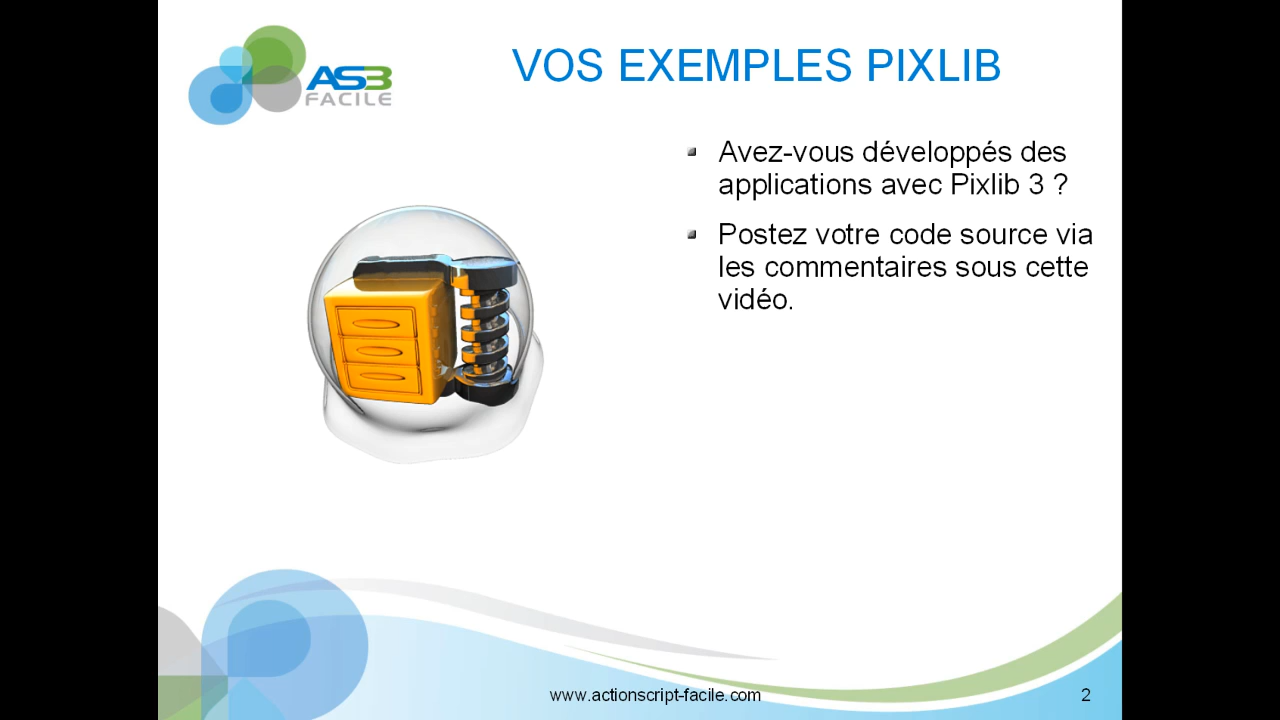 AS3
FACILE
VOS EXEMPLES PIXLIB
Avez-vous développés des
applications avec Pixlib 3 ?
Postez votre code source via
les commentaires sous cette
vidéo.
www.actionscript-facile.com
2